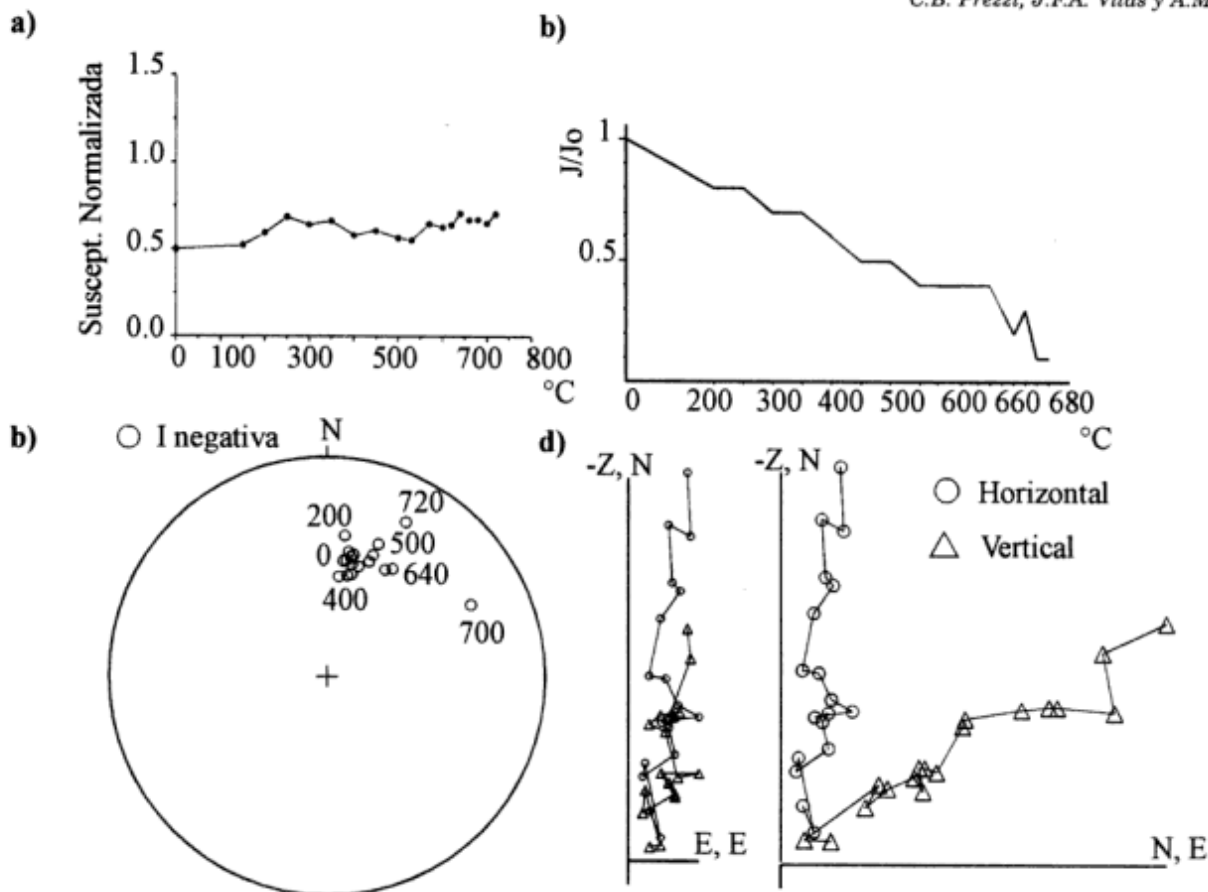 C.B. Prezzi, J.F.A. Vilas y A.M
a)
Suscept. Normalizada
1.5
1.0
0.5
0.0
0 100 300 500 700 800
°C
b)
J/Jo
1
0.5
0 200 300 400 500 600 660 680
°C
b)
I negativa
N
200
720
0
500
640
400
700
d)
-Z, N
E, E
-Z, N
Horizontal
Vertical
N, E